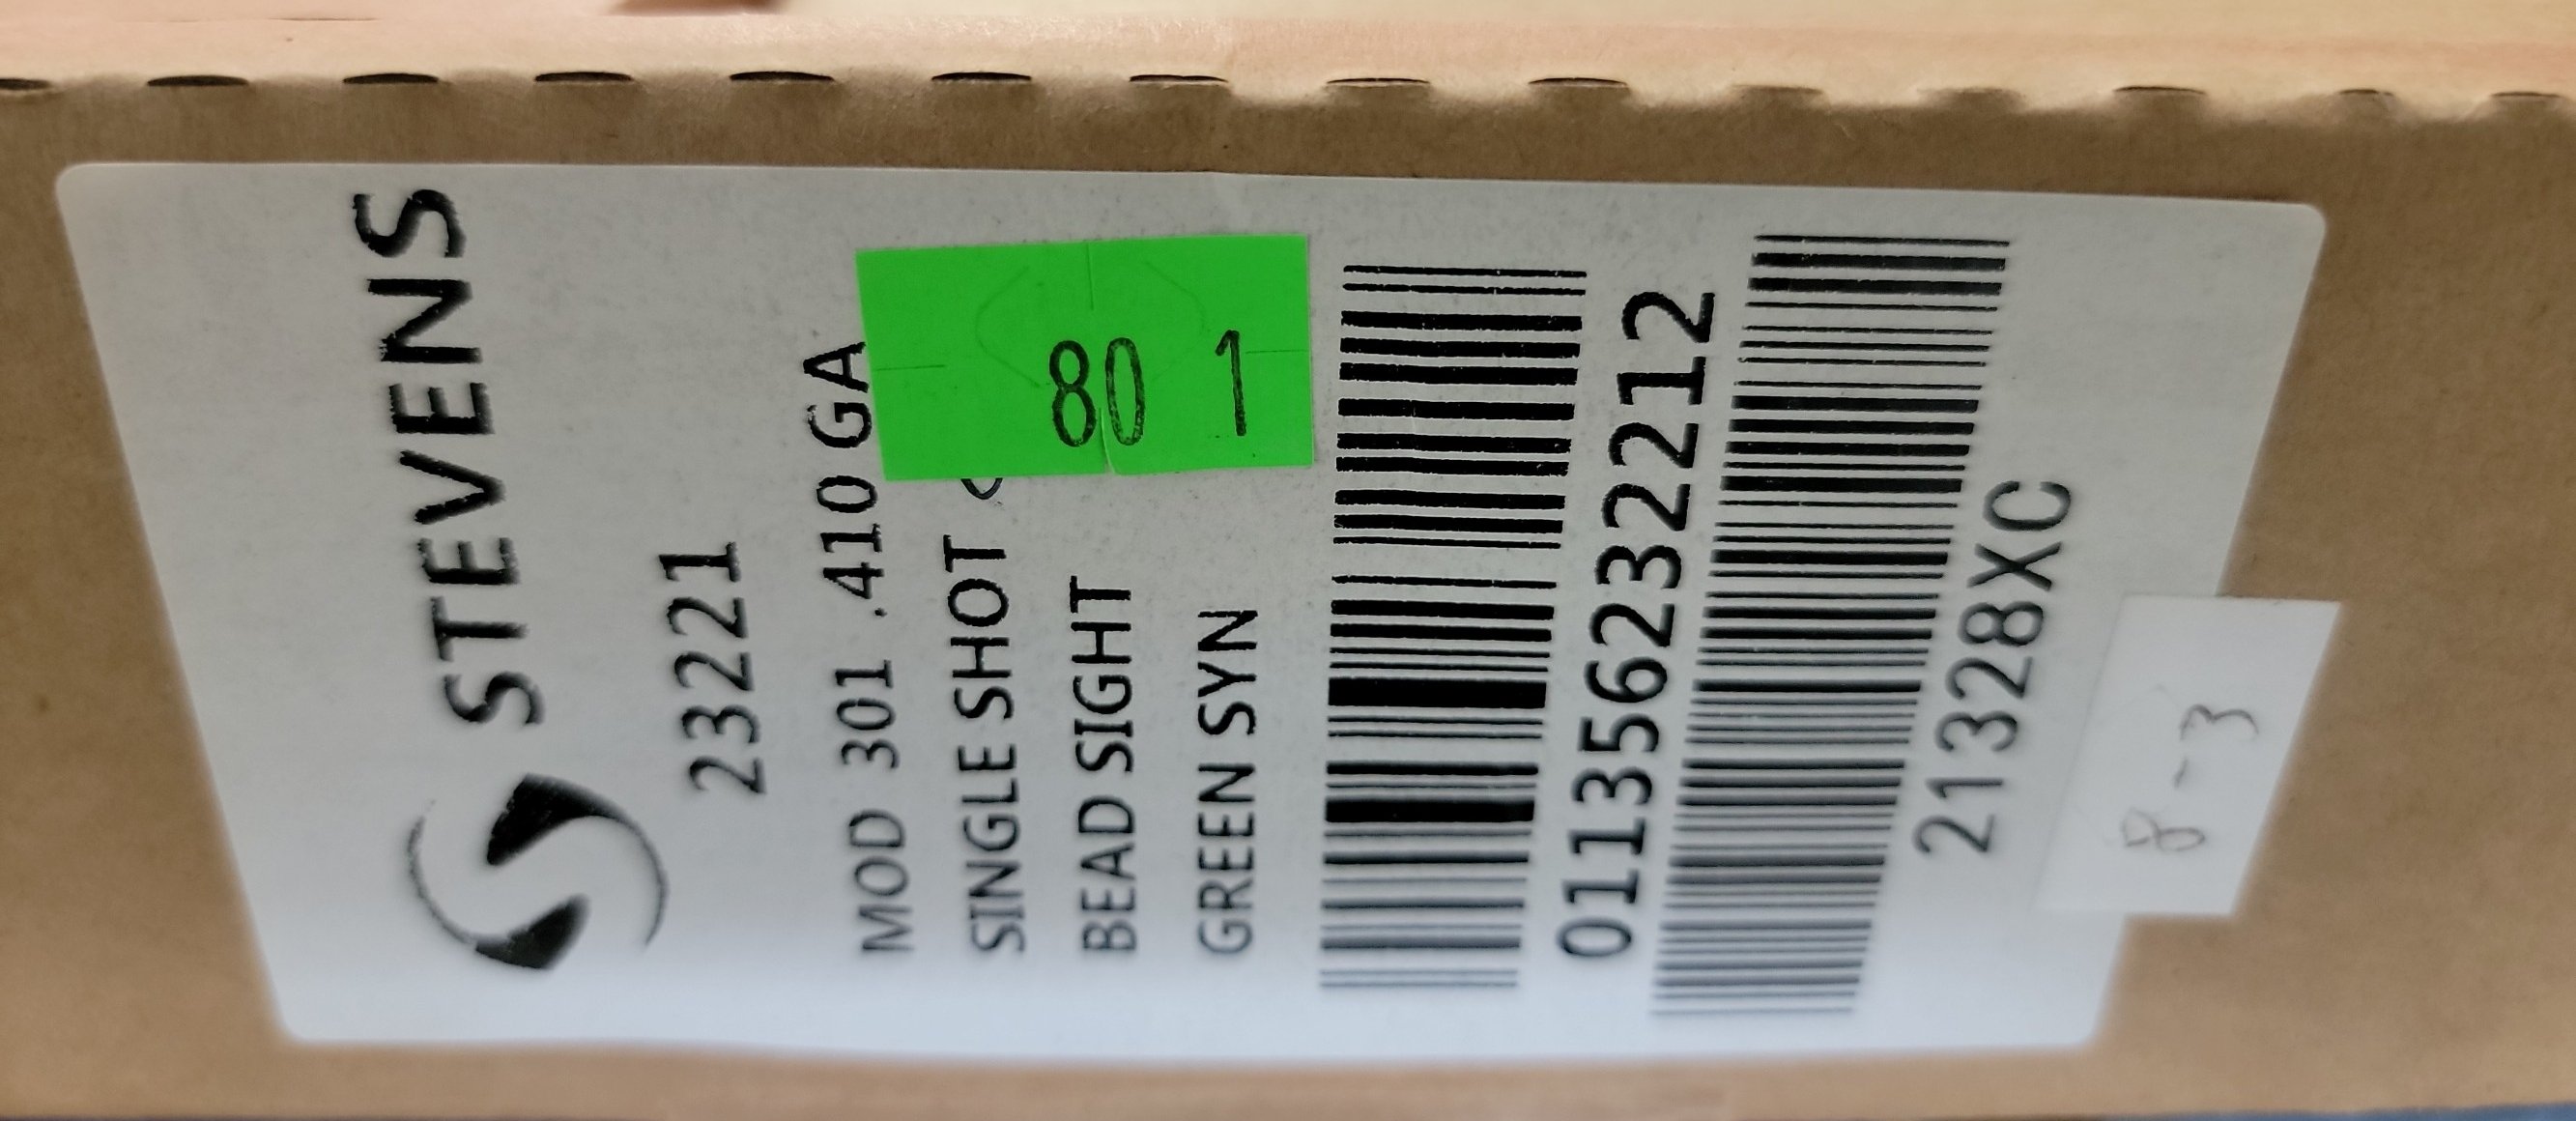 STEVENS
23221
MOD 301 .410 GA
SINGLE SHOT
BEAD SIGHT
GREEN SYN
80 1
011356232212
21328XC
8-3